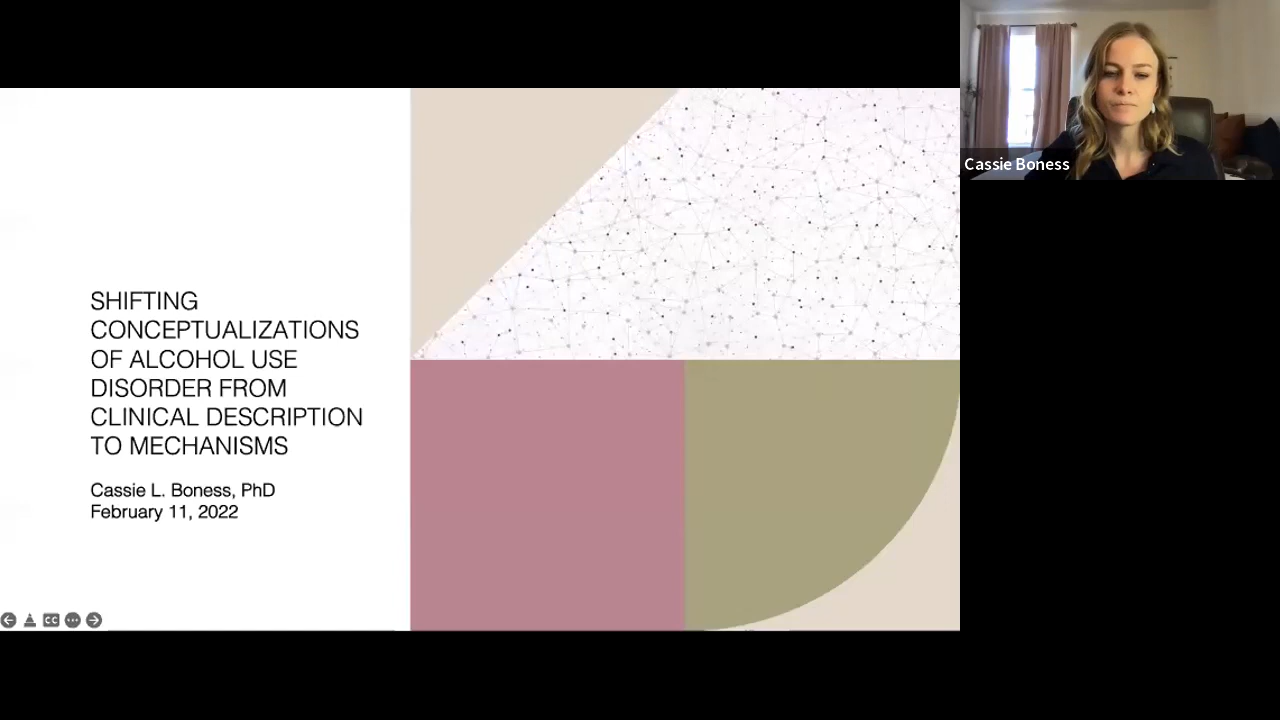 SHIFTING
CONCEPTUALIZATIONS
OF ALCOHOL USE
DISORDER FROM
CLINICAL DESCRIPTION
TO MECHANISMS
Cassie L. Boness, PhD
February 11, 2022
CC
Cassie Boness